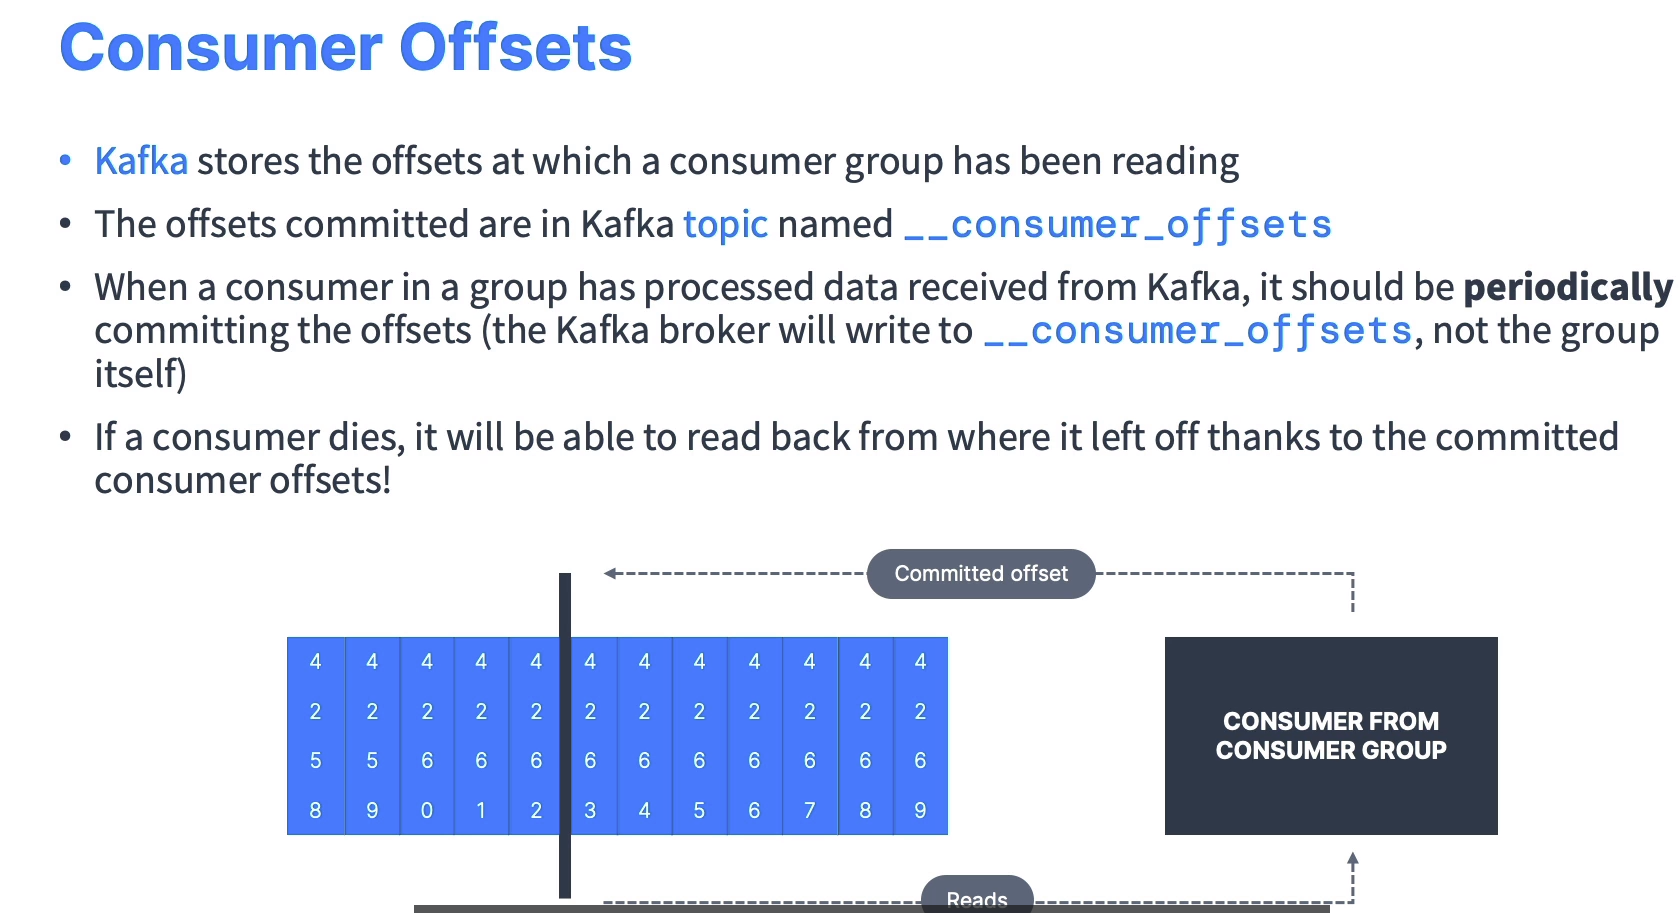 Consumer Offsets
• Kafka stores the offsets at which a consumer group has been reading
• The offsets committed are in Kafka topic named __consumer_offsets
• When a consumer in a group has processed data received from Kafka, it should be periodically
committing the offsets (the Kafka broker will write to __consumer_offsets, not the group
itself)
• If a consumer dies, it will be able to read back from where it left off thanks to the committed
consumer offsets!
Committed offset
4 4 4 4 4 4 4 4 4 4 4 4
2 2 2 2 2 2 2 2 2 2 2 2
5 5 6 6 6 6 6 6 6 6 6 6
8 9 0 1 2 3 4 5 6 7 8 9
CONSUMER FROM
CONSUMER GROUP
Reads